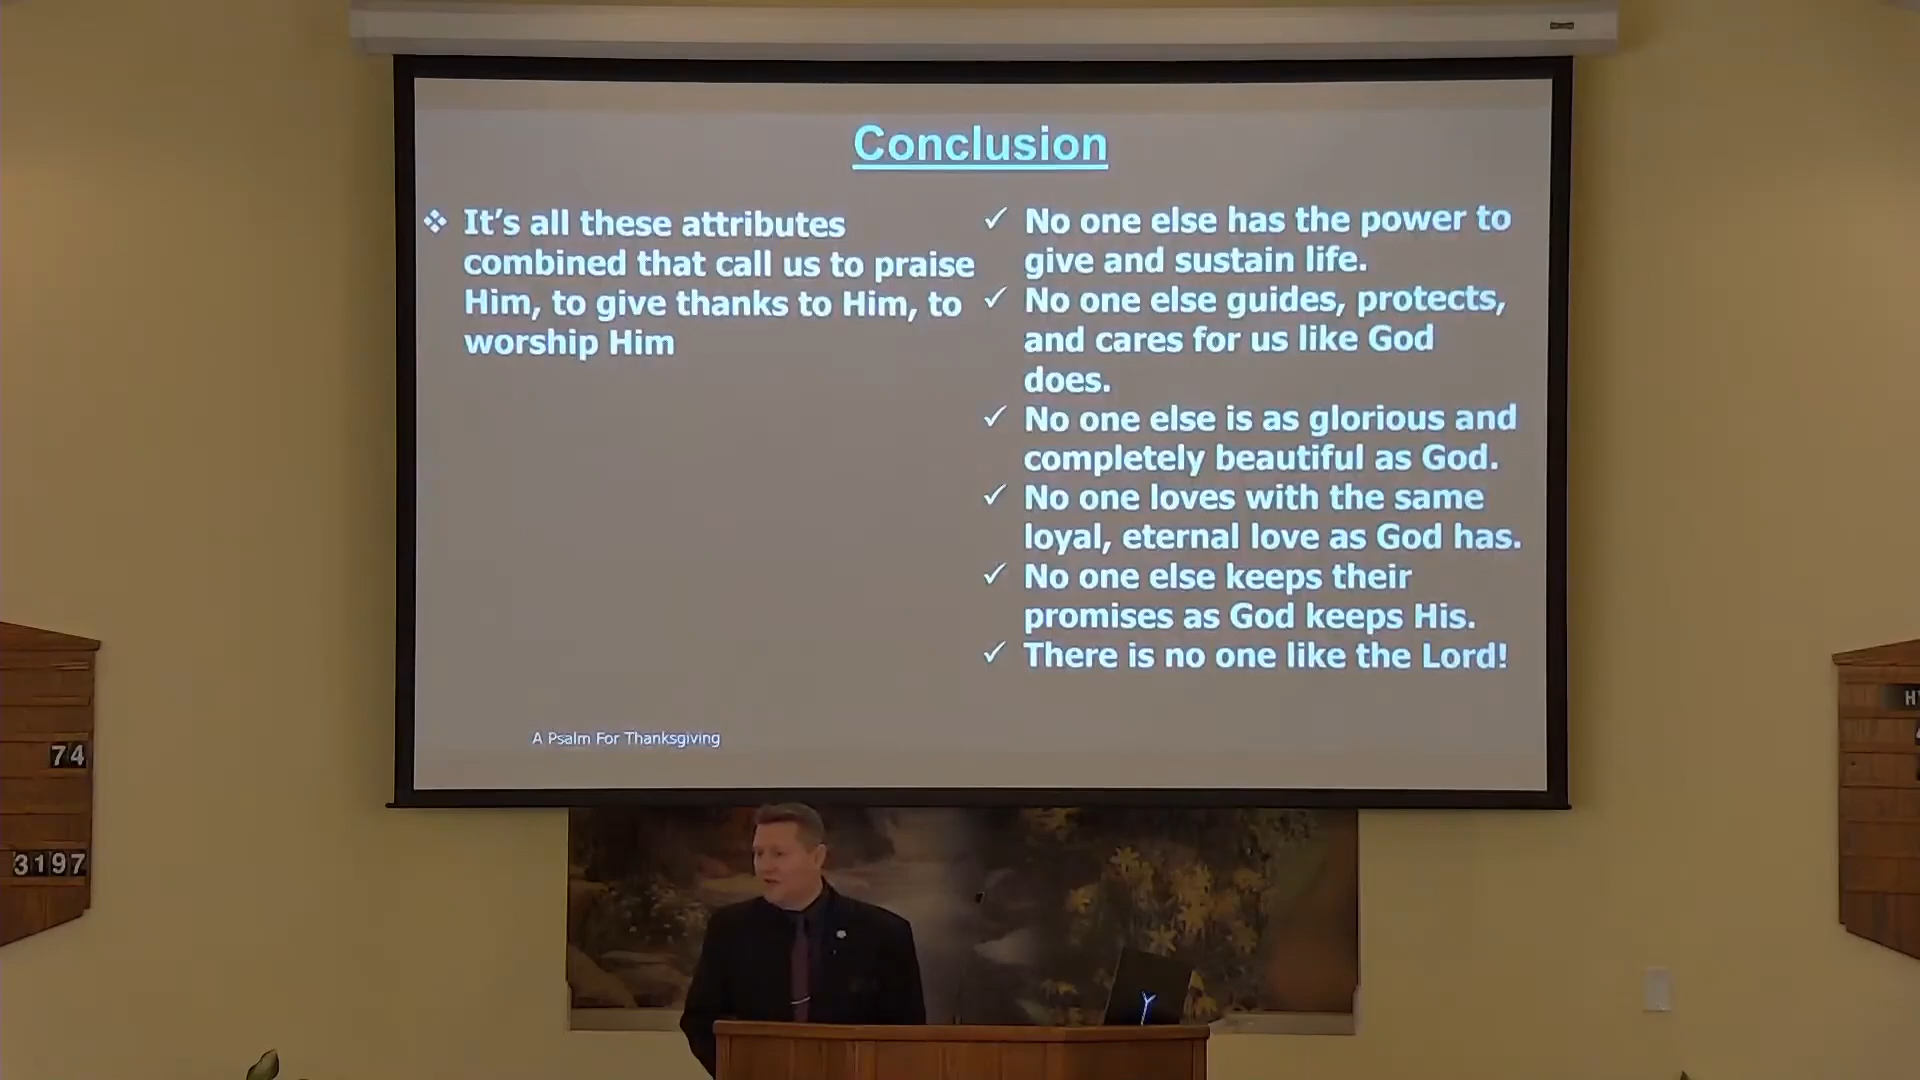 Conclusion
It's all these attributes
combined that call us to praise
Him, to give thanks to Him, to
worship Him
No one else has the power to
give and sustain life.
No one else guides, protects,
and cares for us like God
does.
No one else is as glorious and
completely beautiful as God.
No one loves with the same
loyal, eternal love as God has.
No one else keeps their
promises as God keeps His.
There is no one like the Lord!
A Psalm For Thanksgiving
74
3197